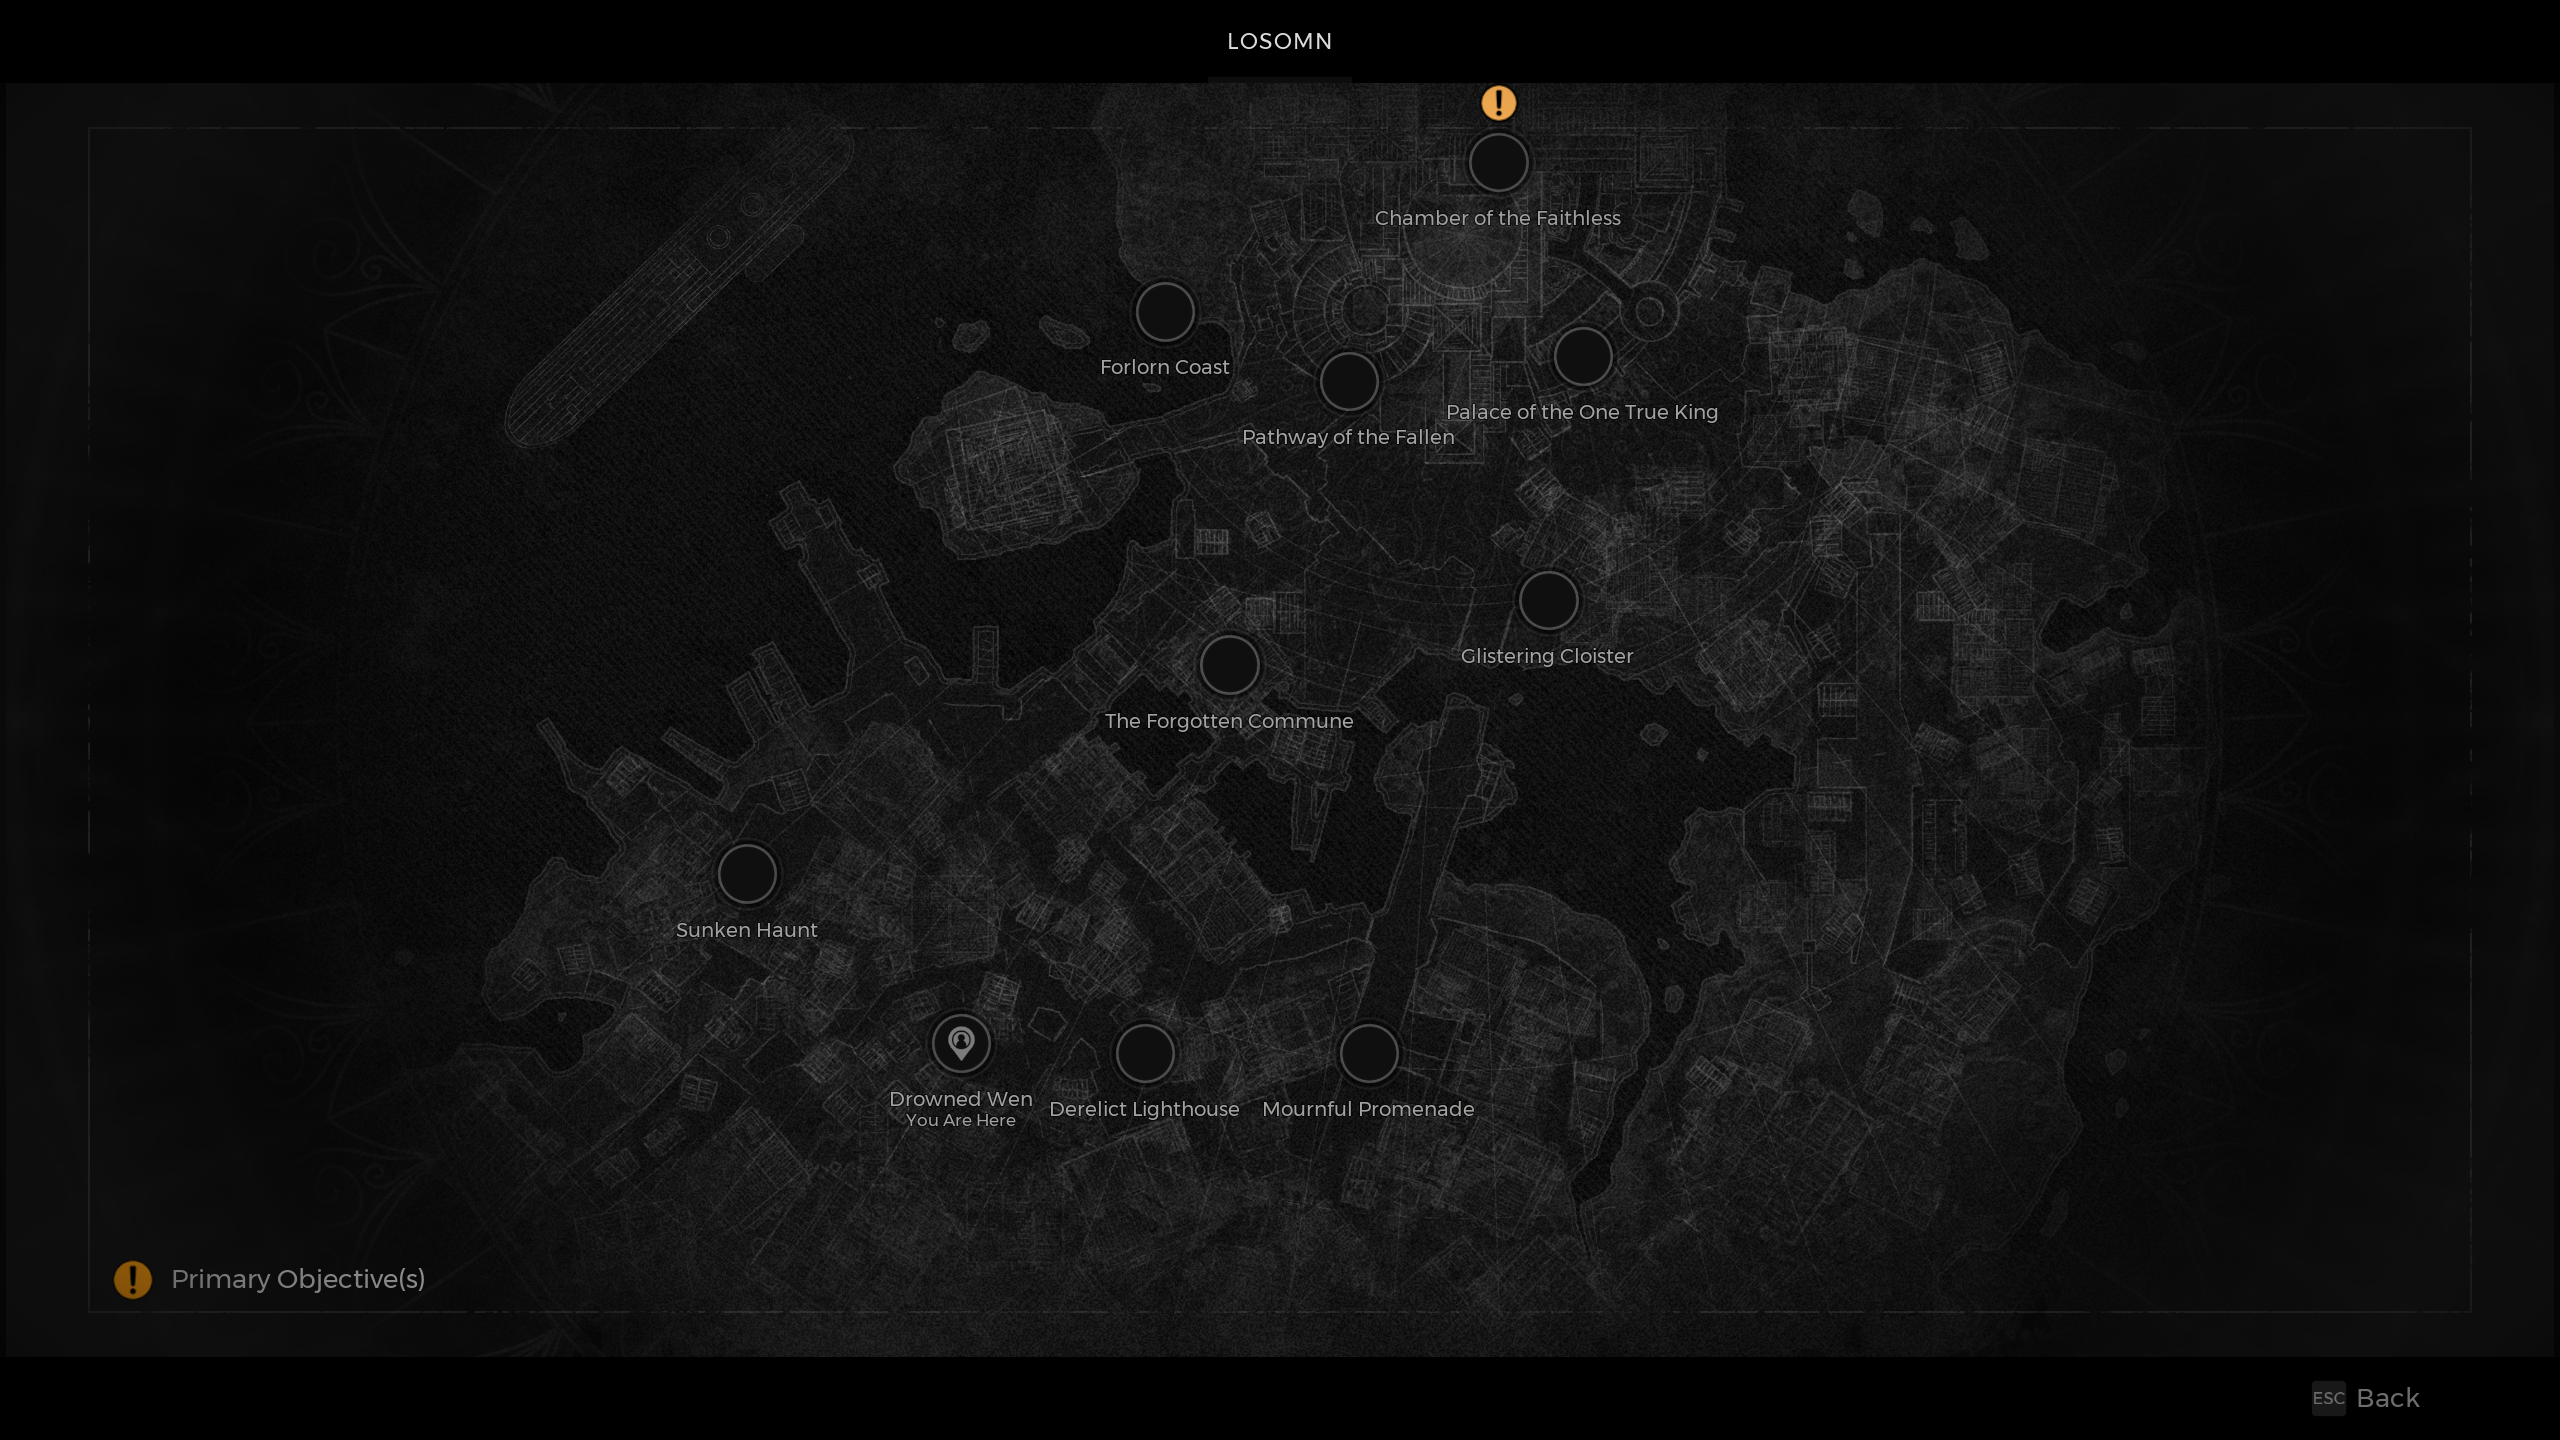 LOSOMN
Chamber of the Faithless
Forlorn Coast
Palace of the One True King
Pathway of the Fallen
Glistering Cloister
The Forgotten Commune
Sunken Haunt
Drowned Wen
You Are Here
Derelict Lighthouse
Mournful Promenade
Primary Objective(s)
ESC Back